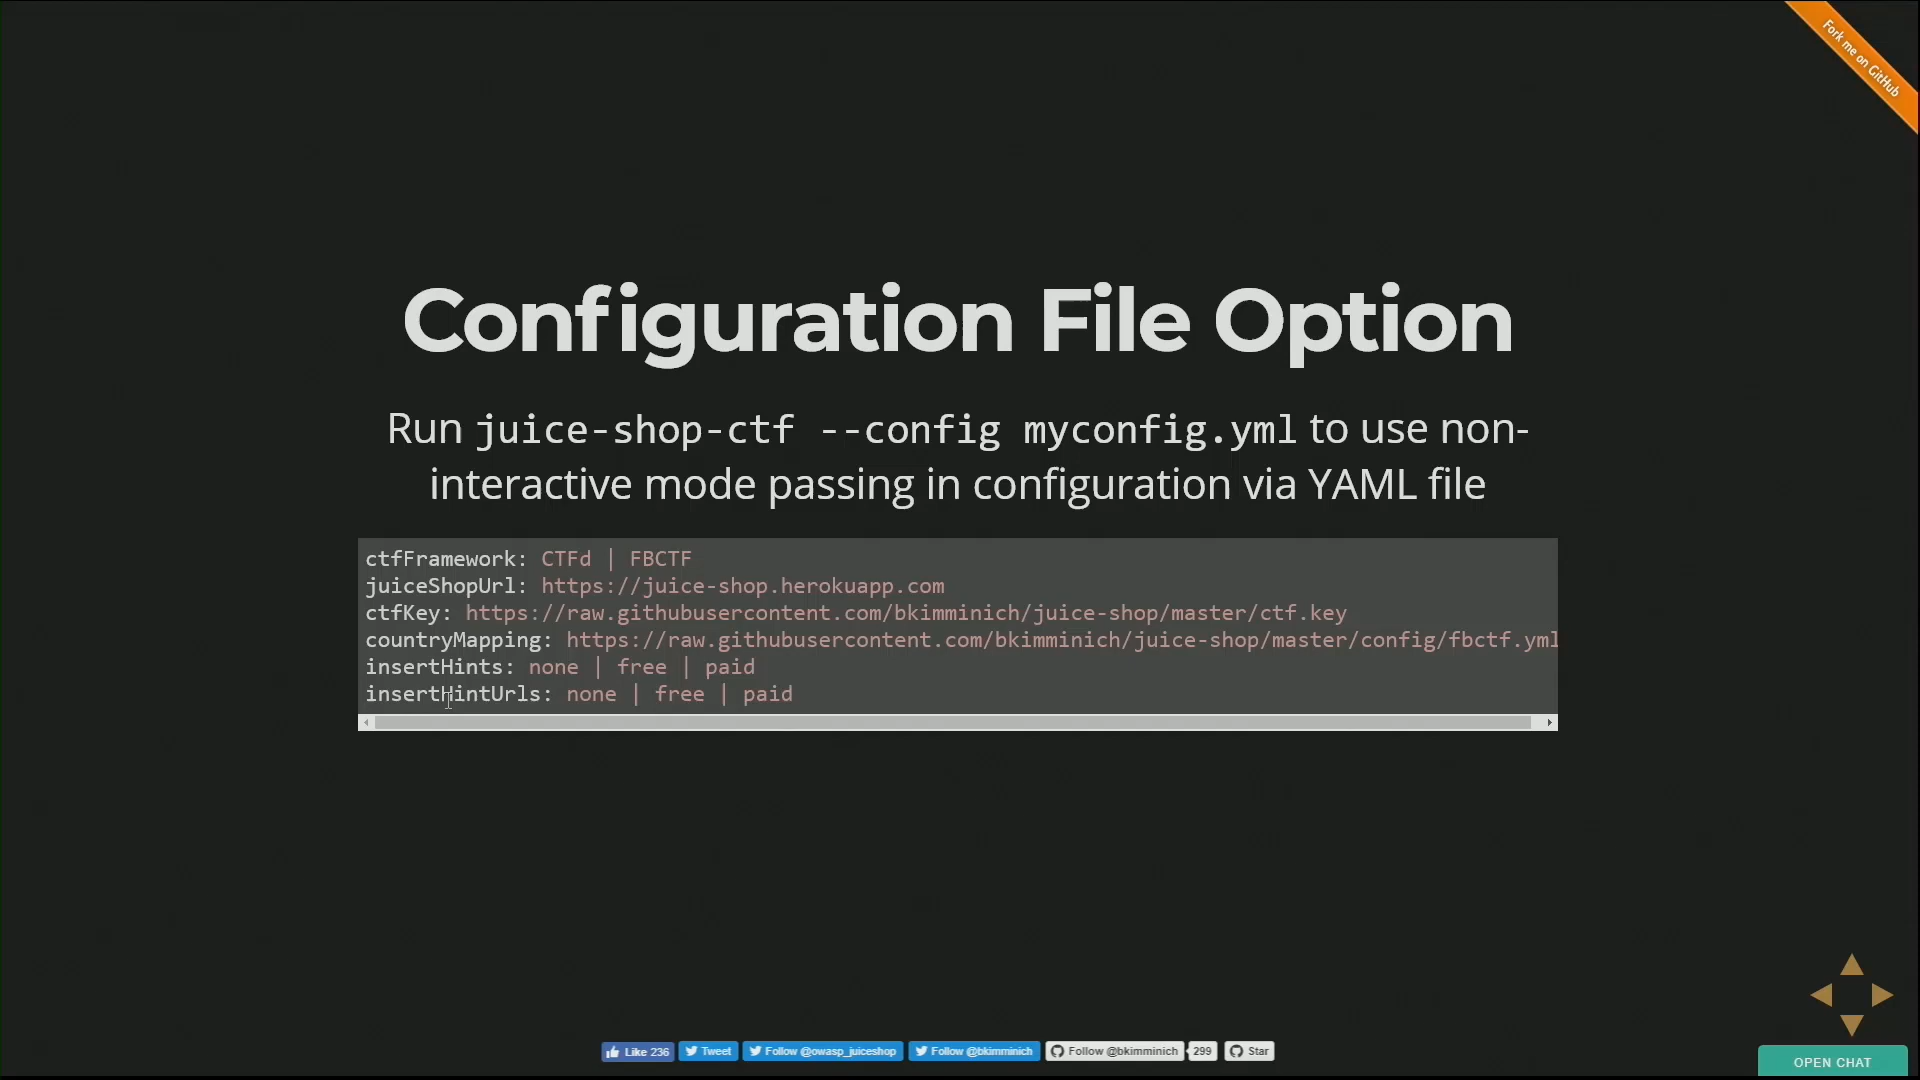 Fork me on GitHub
Configuration File Option
Run juice-shop-ctf --config myconfig.yml to use non-
interactive mode passing in configuration via YAML file
ctfFramework: CTFd | FBCTF
juiceShopUrl: https://juice-shop.herokuapp.com
ctfKey: https://raw.githubusercontent.com/bkimminich/juice-shop/master/ctf.key
countryMapping: https://raw.githubusercontent.com/bkimminich/juice-shop/master/config/fbctf.yml
insertHints: none | free | paid
insertHintUrls: none | free | paid
Like 236 Tweet Follow @owasp_juiceshop Follow @bkimminich Follow @bkimminich 299 Star
OPEN CHAT